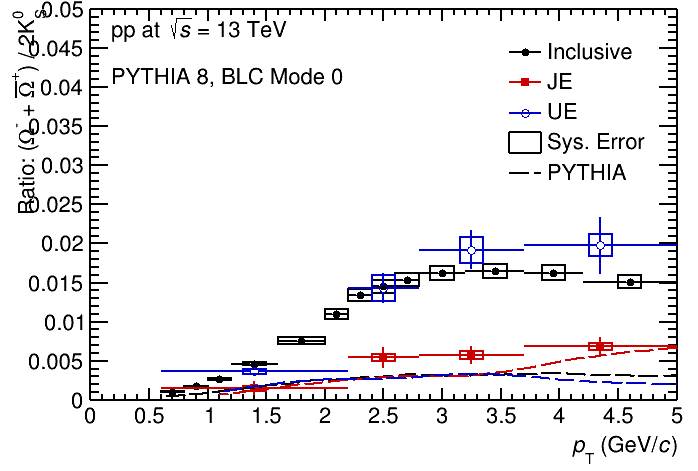 pp at √s = 13 TeV
PYTHIA 8, BLC Mode 0
Inclusive
JE
UE
Sys. Error
PYTHIA
Ratio: (Ω⁻ + Ω̅⁺) / 2K⁰_S
0.05
0.045
0.04
0.035
0.03
0.025
0.02
0.015
0.01
0.005
0
0 0.5 1 1.5 2 2.5 3 3.5 4 4.5 5
p_T (GeV/c)